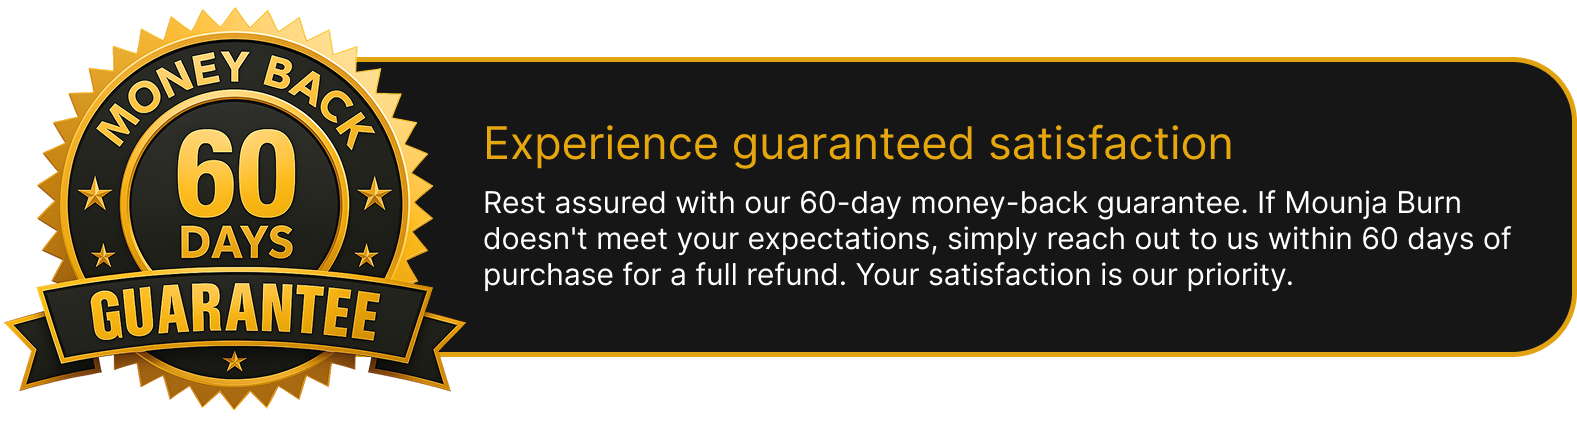 MONEY BACK
60
DAYS
GUARANTEE
Experience guaranteed satisfaction
Rest assured with our 60-day money-back guarantee. If Mounja Burn
doesn't meet your expectations, simply reach out to us within 60 days of
purchase for a full refund. Your satisfaction is our priority.